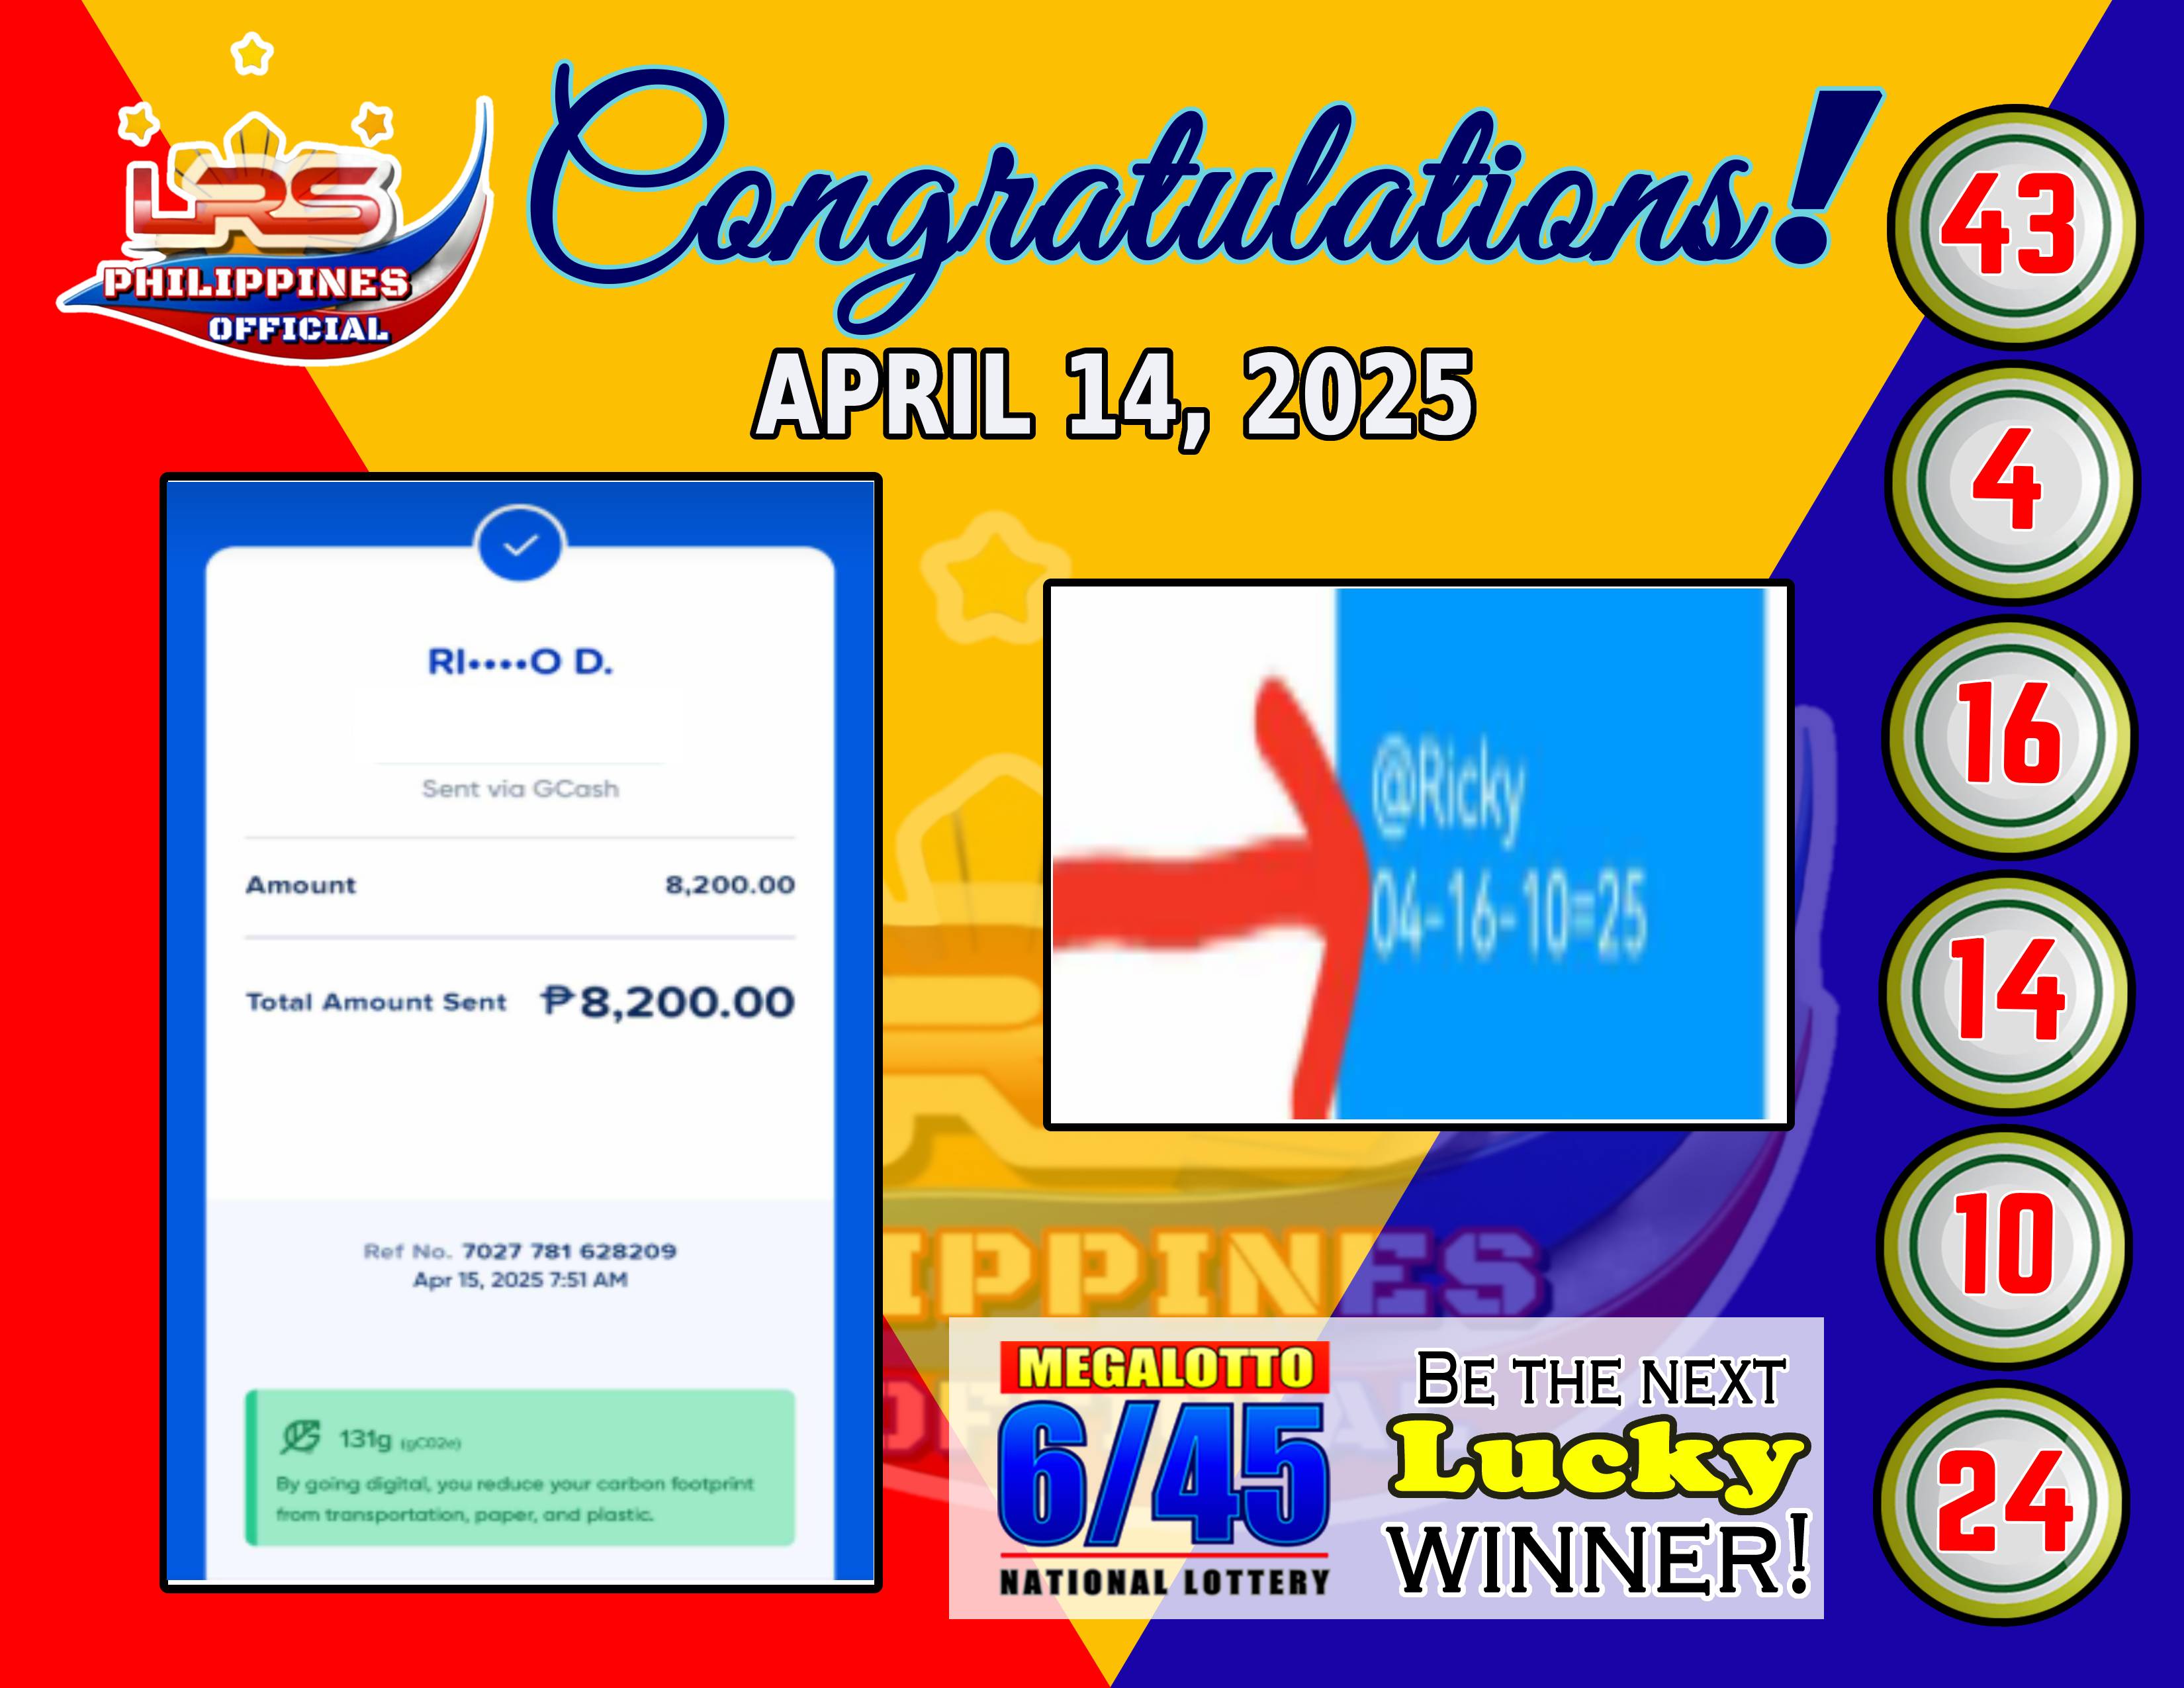 LRS
PHILIPPINES
OFFICIAL
Congratulations!
APRIL 14, 2025
RI••••O D.
Sent via GCash
Amount 8,200.00
Total Amount Sent ₱8,200.00
Ref No. 7027 781 628209
Apr 15, 2025 7:51 AM
131g (gCO2e)
By going digital, you reduce your carbon footprint
from transportation, paper, and plastic.
@Ricky
04-16-10=25
IPPINES
MEGALOTTO
6/45
NATIONAL LOTTERY
BE THE NEXT
Lucky
WINNER!
43
4
16
14
10
24